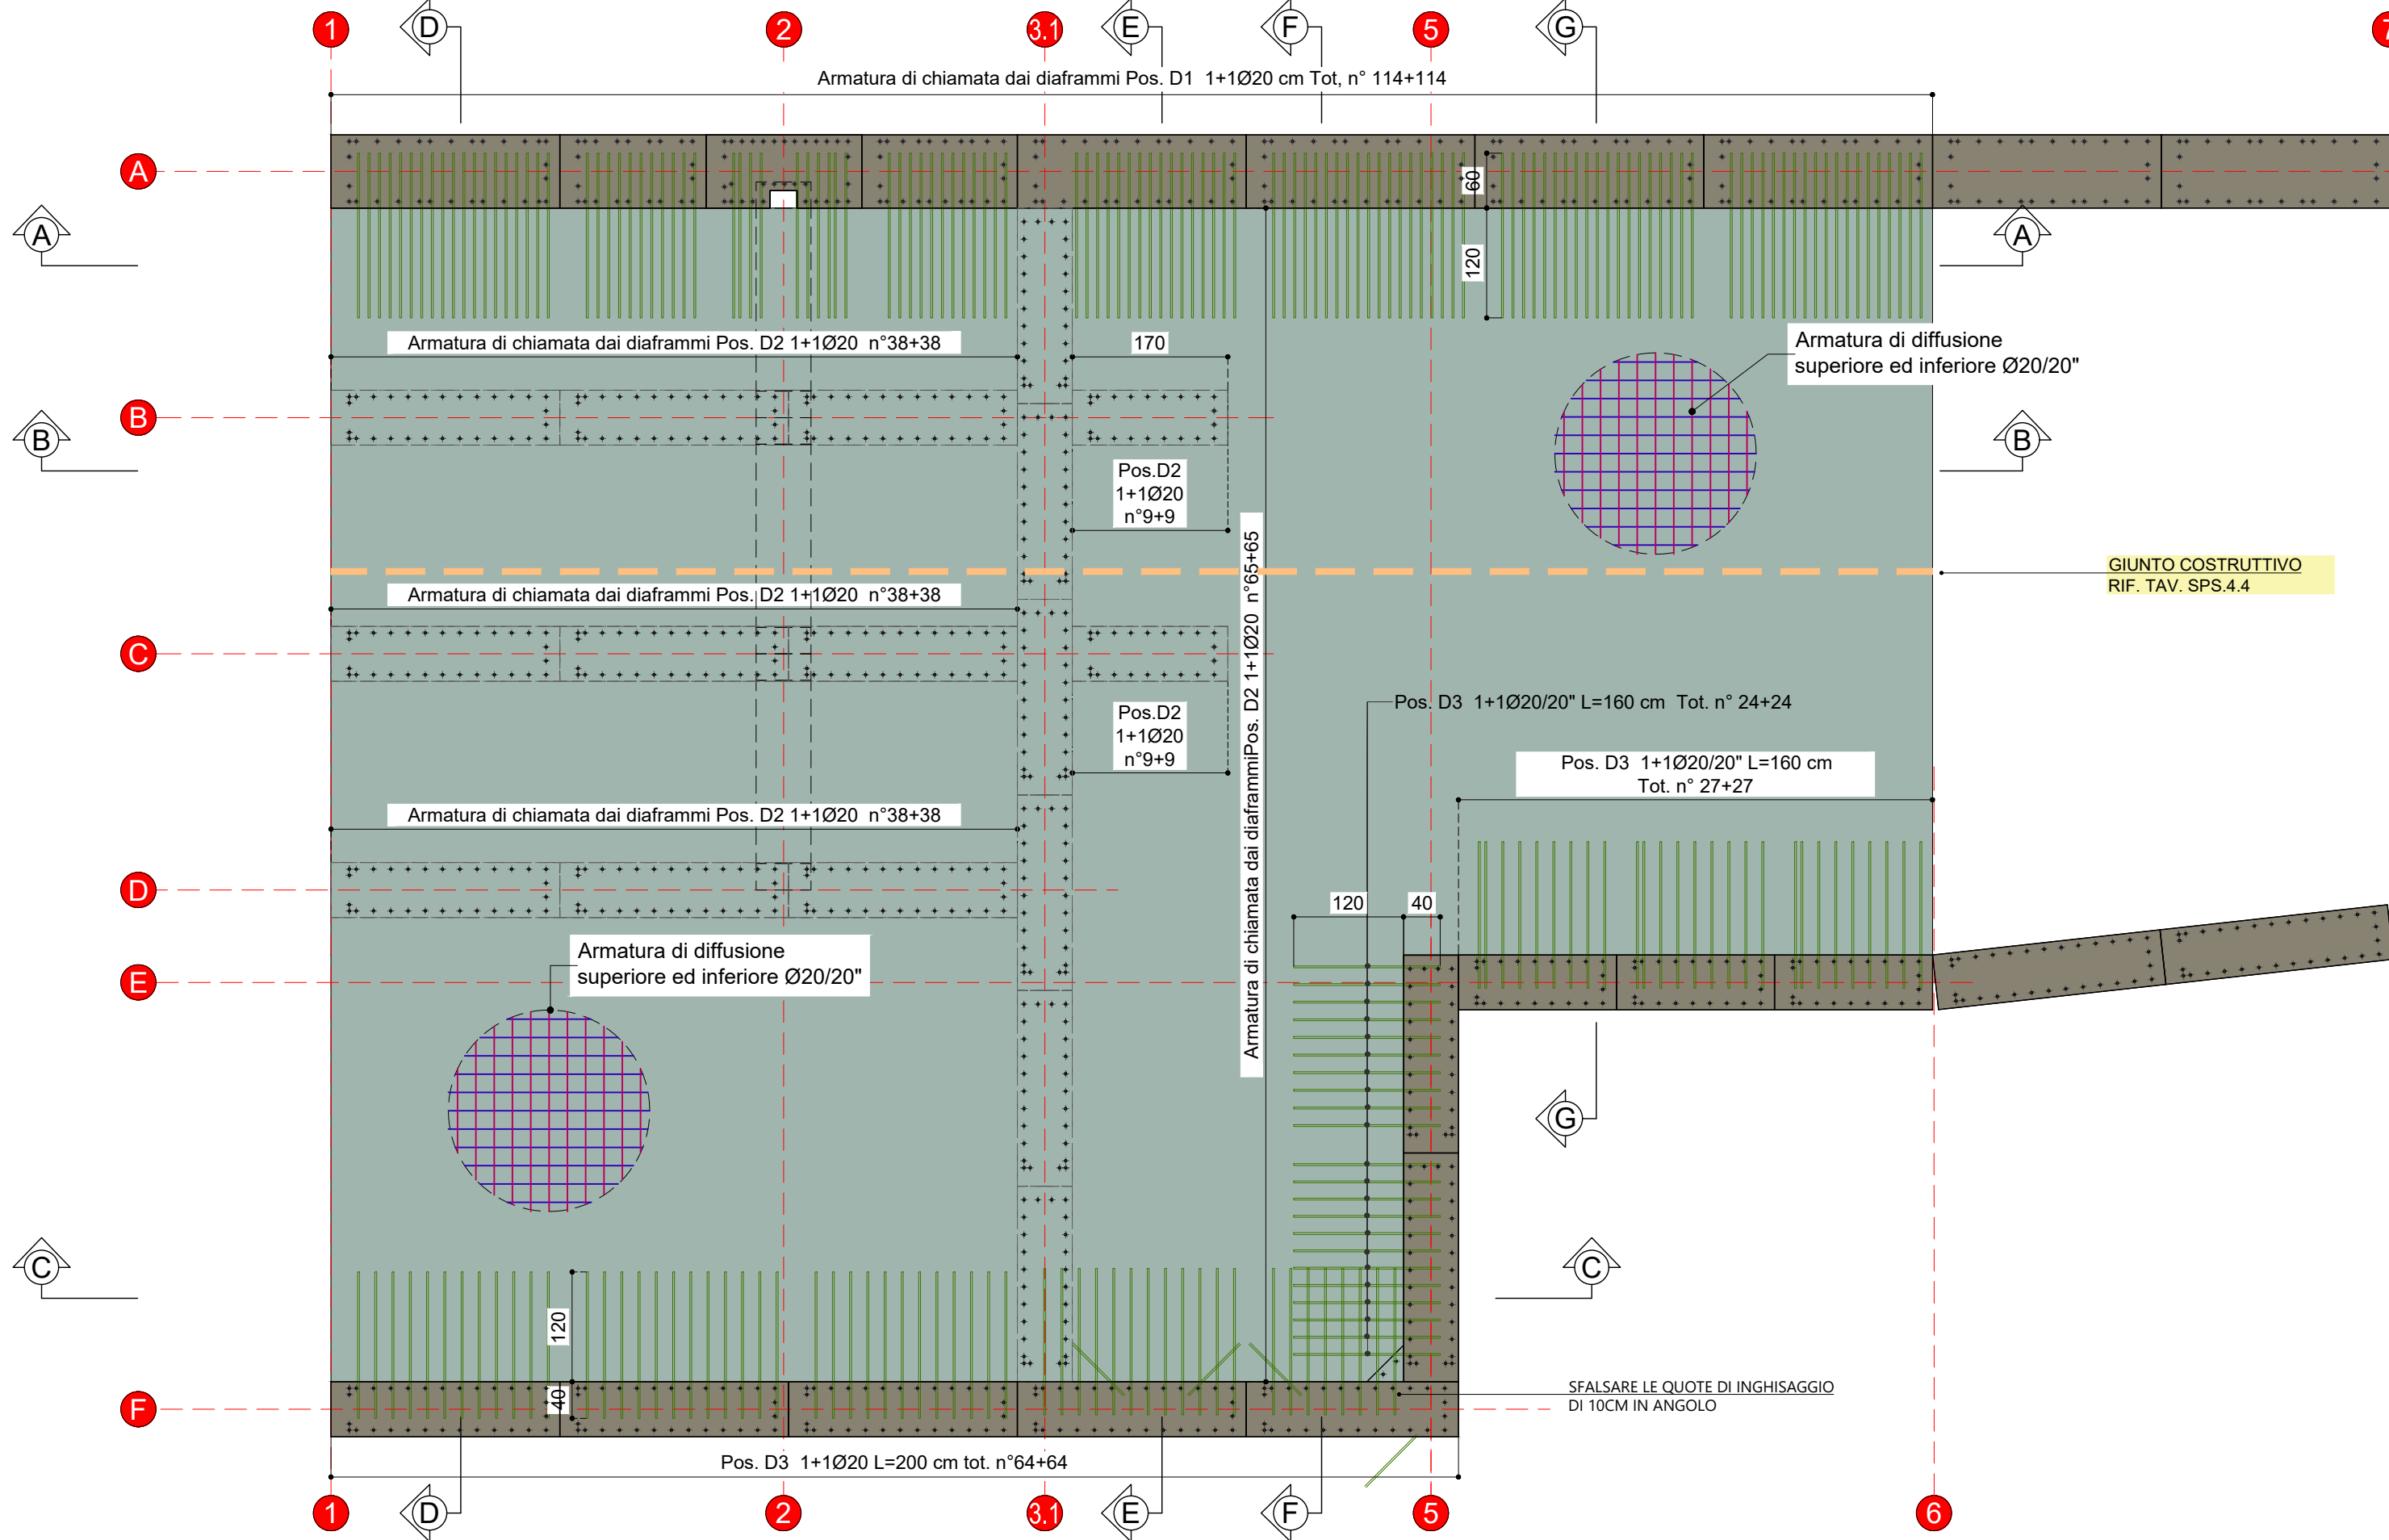 1
D
2
3.1
E
F
5
G
Armatura di chiamata dai diaframmi Pos. D1 1+1Ø20 cm Tot, n° 114+114
A
60
A
A
120
Armatura di chiamata dai diaframmi Pos. D2 1+1Ø20 n°38+38
170
Armatura di diffusione
superiore ed inferiore Ø20/20"
B
B
B
Pos.D2
1+1Ø20
n°9+9
Armatura di chiamata dai diaframmiPos. D2 1+1Ø20 n°65+65
GIUNTO COSTRUTTIVO
RIF. TAV. SPS.4.4
Armatura di chiamata dai diaframmi Pos. D2 1+1Ø20 n°38+38
C
Pos. D3 1+1Ø20/20" L=160 cm Tot. n° 24+24
Pos.D2
1+1Ø20
n°9+9
Pos. D3 1+1Ø20/20" L=160 cm
Tot. n° 27+27
Armatura di chiamata dai diaframmi Pos. D2 1+1Ø20 n°38+38
D
120
40
Armatura di diffusione
superiore ed inferiore Ø20/20"
E
G
C
C
120
40
F
SFALSARE LE QUOTE DI INGHISAGGIO
DI 10CM IN ANGOLO
Pos. D3 1+1Ø20 L=200 cm tot. n°64+64
1
D
2
3.1
E
F
5
6